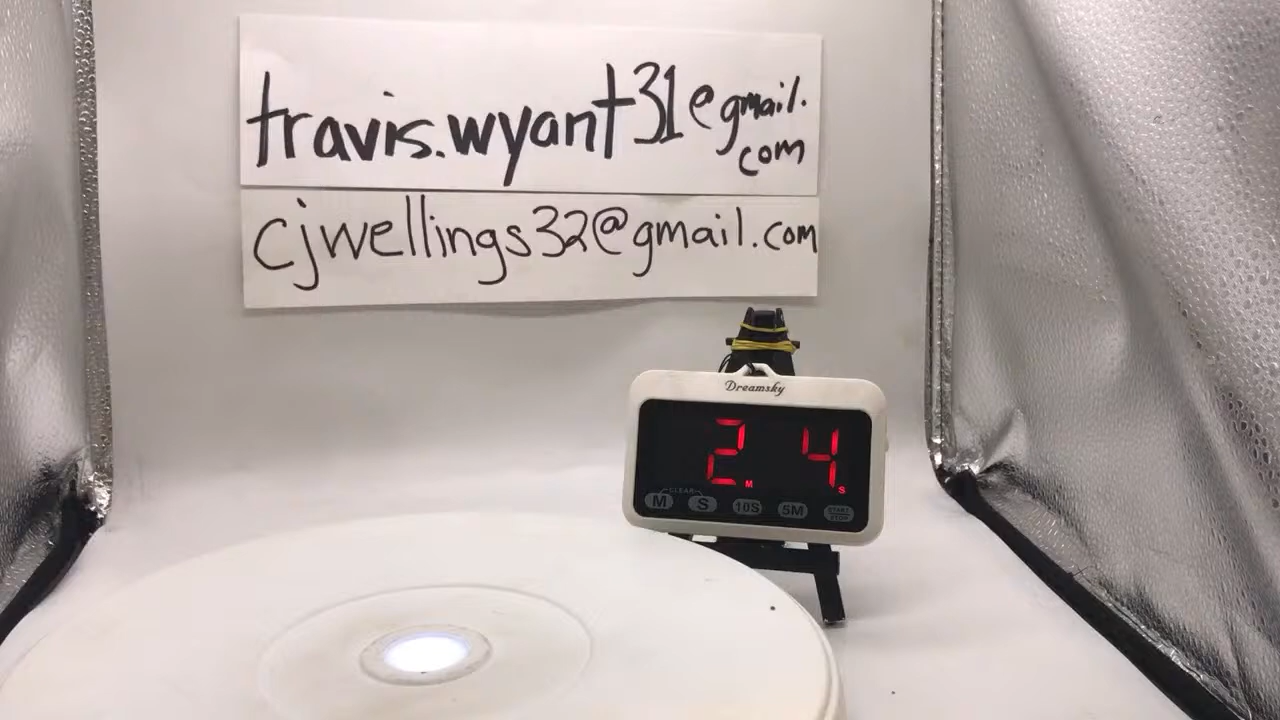 travis.wyant31@gmail.
com
cjwellings32@gmail.com
Dreamsky
2 M 4 S
CLEAR
M S 10S 5M START/STOP